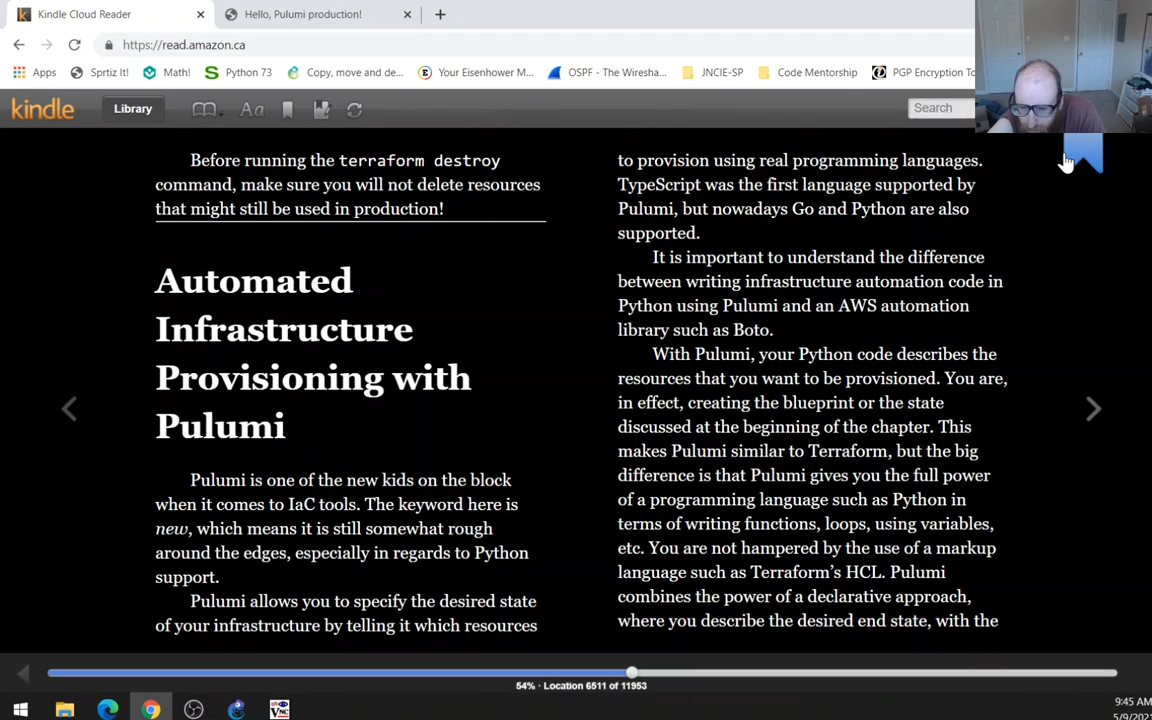 Kindle Cloud Reader
Hello, Pulumi production!
https://read.amazon.ca
Apps
Sprtiz It!
Math!
Python 73
Copy, move and de...
Your Eisenhower M...
OSPF - The Wiresha...
JNCIE-SP
Code Mentorship
PGP Encryption To
kindle
Library
Aa
Search
Before running the terraform destroy
command, make sure you will not delete resources
that might still be used in production!
Automated
Infrastructure
Provisioning with
Pulumi
Pulumi is one of the new kids on the block
when it comes to IaC tools. The keyword here is
new, which means it is still somewhat rough
around the edges, especially in regards to Python
support.
Pulumi allows you to specify the desired state
of your infrastructure by telling it which resources
to provision using real programming languages.
TypeScript was the first language supported by
Pulumi, but nowadays Go and Python are also
supported.
It is important to understand the difference
between writing infrastructure automation code in
Python using Pulumi and an AWS automation
library such as Boto.
With Pulumi, your Python code describes the
resources that you want to be provisioned. You are,
in effect, creating the blueprint or the state
discussed at the beginning of the chapter. This
makes Pulumi similar to Terraform, but the big
difference is that Pulumi gives you the full power
of a programming language such as Python in
terms of writing functions, loops, using variables,
etc. You are not hampered by the use of a markup
language such as Terraform’s HCL. Pulumi
combines the power of a declarative approach,
where you describe the desired end state, with the
54% · Location 6511 of 11953
9:45 AM
5/9/202